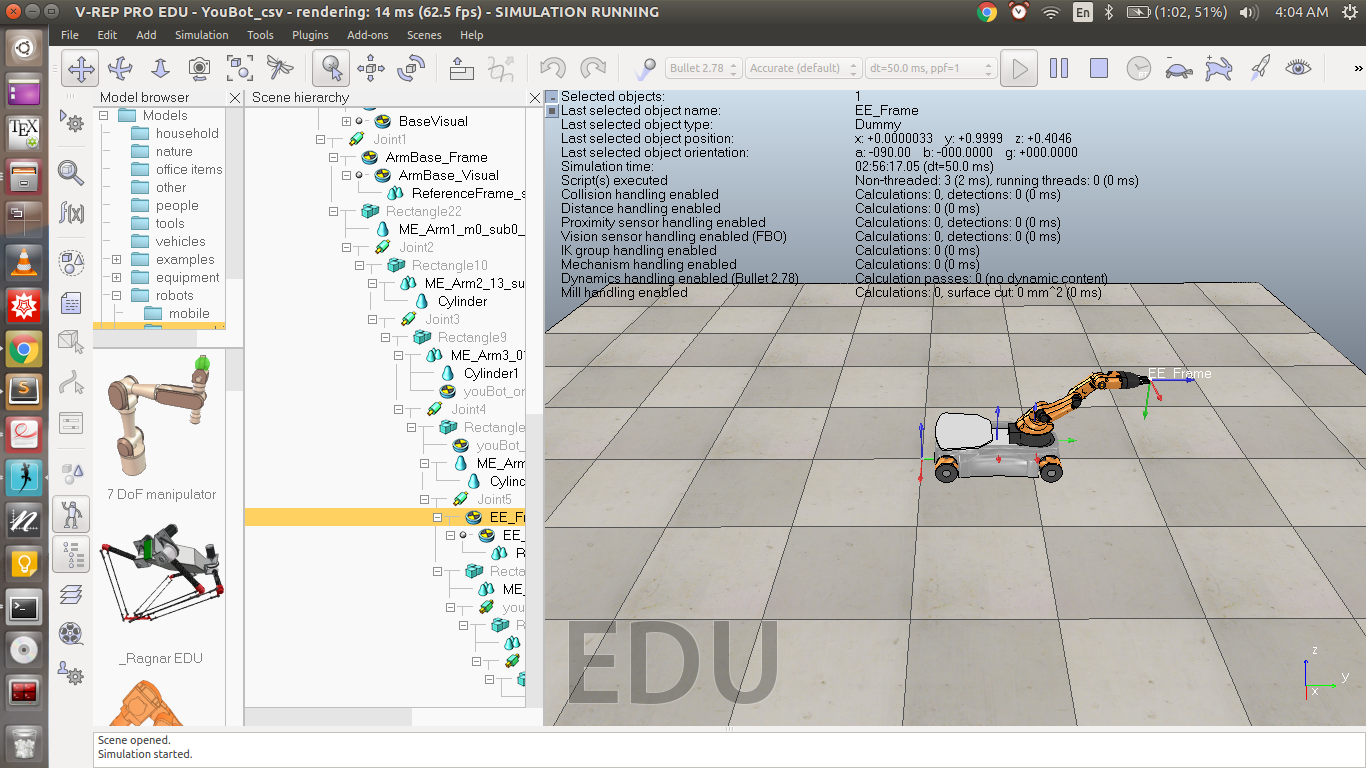 V-REP PRO EDU - YouBot_csv - rendering: 14 ms (62.5 fps) - SIMULATION RUNNING
En
(1:02, 51%)
4:04 AM
File Edit Add Simulation Tools Plugins Add-ons Scenes Help
Bullet 2.78
Accurate (default)
dt=50.0 ms, ppf=1
»
Model browser
Models
household
nature
office items
other
people
tools
vehicles
examples
equipment
robots
mobile
7 DoF manipulator
_Ragnar EDU
Scene hierarchy
BaseVisual
Joint1
ArmBase_Frame
ArmBase_Visual
ReferenceFrame_s
Rectangle22
ME_Arm1_m0_sub0_
Joint2
Rectangle10
ME_Arm2_13_su
Cylinder
Joint3
Rectangle9
ME_Arm3_01
Cylinder1
youBot_or
Joint4
Rectangle
youBot_
ME_Arm
Cylind
Joint5
EE_Fr
EE_
R
Recta
ME_
you
R
Selected objects: 1
Last selected object name: EE_Frame
Last selected object type: Dummy
Last selected object position: x: +0.0000033 y: +0.9999 z: +0.4046
Last selected object orientation: a: -090.00 b: -000.0000 g: +000.0000
Simulation time: 02:56:17.05 (dt=50.0 ms)
Script(s) executed Non-threaded: 3 (2 ms), running threads: 0 (0 ms)
Collision handling enabled Calculations: 0, detections: 0 (0 ms)
Distance handling enabled Calculations: 0 (0 ms)
Proximity sensor handling enabled Calculations: 0, detections: 0 (0 ms)
Vision sensor handling enabled (FBO) Calculations: 0, detections: 0 (0 ms)
IK group handling enabled Calculations: 0 (0 ms)
Mechanism handling enabled Calculations: 0 (0 ms)
Dynamics handling enabled (Bullet 2.78) Calculation passes: 0 (no dynamic content)
Mill handling enabled Calculations: 0, surface cut: 0 mm^2 (0 ms)
EE_Frame
EDU
z
y
x
Scene opened.
Simulation started.